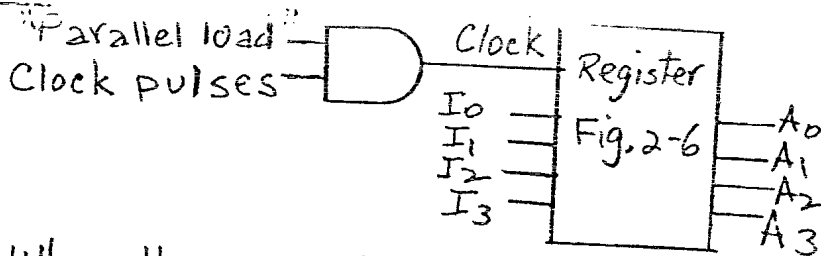 "Parallel load"
Clock pulses
Clock
Register
Fig. 2-6
I0
I1
I2
I3
A0
A1
A2
A3